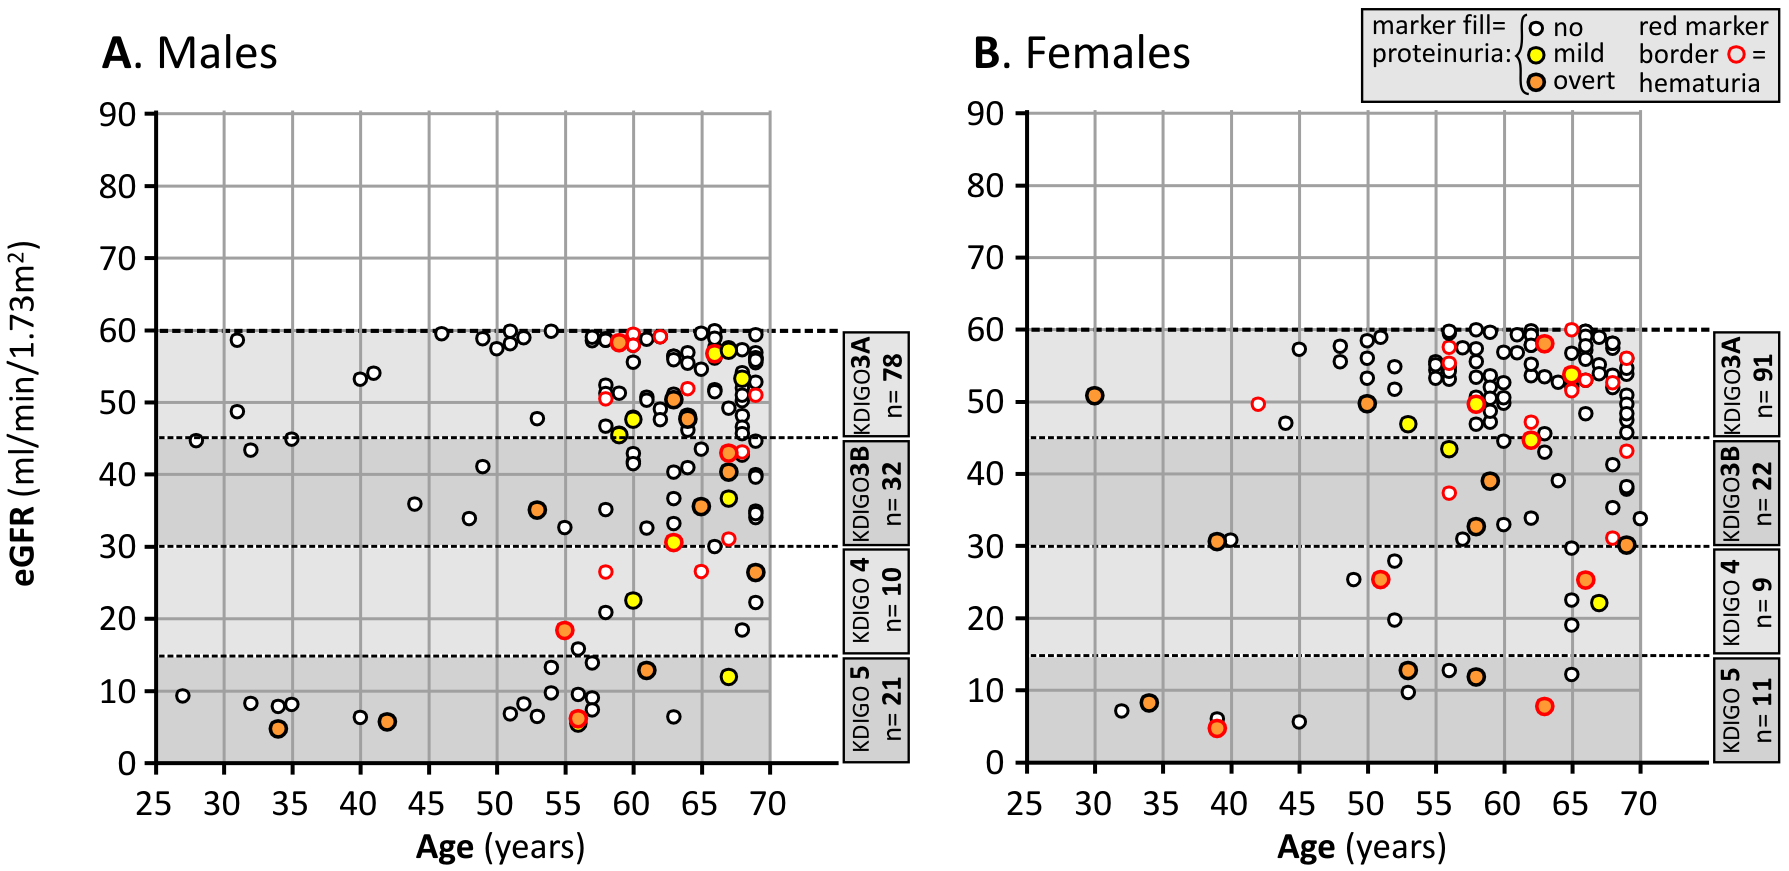 A. Males
B. Females
marker fill=
proteinuria:
no
mild
overt
red marker
border =
hematuria
eGFR (ml/min/1.73m²)
90
80
70
60
50
40
30
20
10
0
25 30 35 40 45 50 55 60 65 70
Age (years)
KDIGO3A
n= 78
KDIGO3B
n= 32
KDIGO 4
n= 10
KDIGO 5
n= 21
90
80
70
60
50
40
30
20
10
0
25 30 35 40 45 50 55 60 65 70
Age (years)
KDIGO3A
n= 91
KDIGO3B
n= 22
KDIGO 4
n= 9
KDIGO 5
n= 11